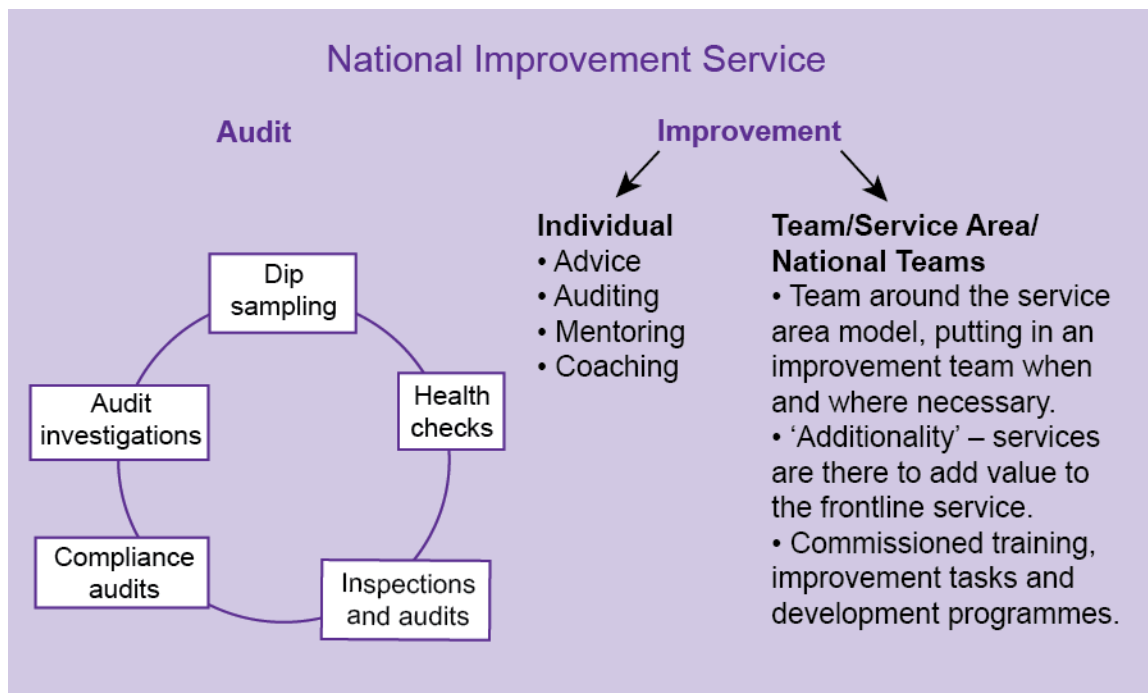 National Improvement Service
Audit
Dip
sampling
Health
checks
Inspections
and audits
Compliance
audits
Audit
investigations
Improvement
Individual
• Advice
• Auditing
• Mentoring
• Coaching
Team/Service Area/
National Teams
• Team around the service
area model, putting in an
improvement team when
and where necessary.
• ‘Additionality’ – services
are there to add value to
the frontline service.
• Commissioned training,
improvement tasks and
development programmes.